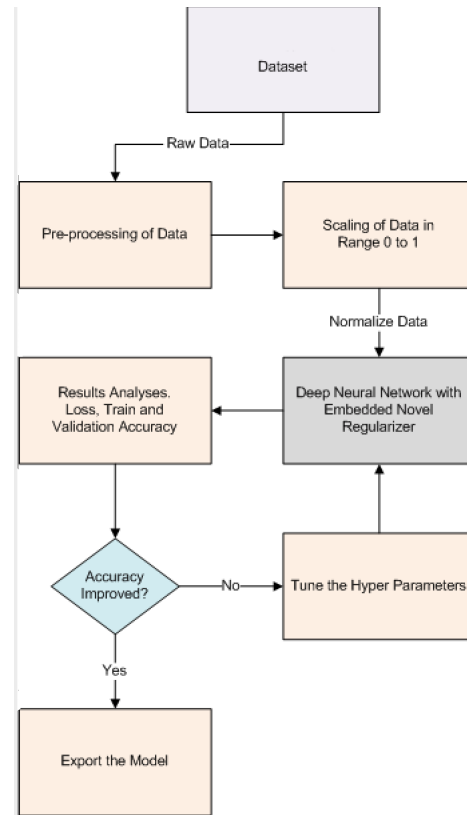 Dataset
Raw Data
Pre-processing of Data
Scaling of Data in
Range 0 to 1
Normalize Data
Deep Neural Network with
Embedded Novel
Regularizer
Results Analyses.
Loss, Train and
Validation Accuracy
Accuracy
Improved?
No
Tune the Hyper Parameters
Yes
Export the Model